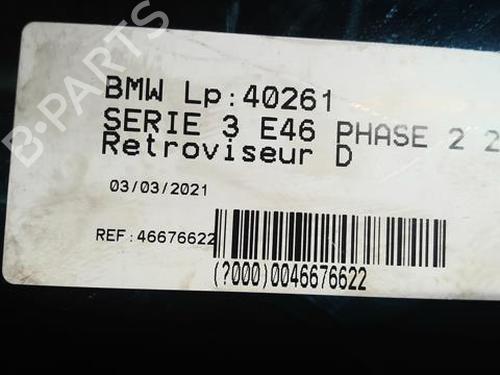 B-PARTS
BMW Lp:40261
SERIE 3 E46 PHASE 2 2
Retroviseur D
03/03/2021
REF:46676622
(?000)0046676622